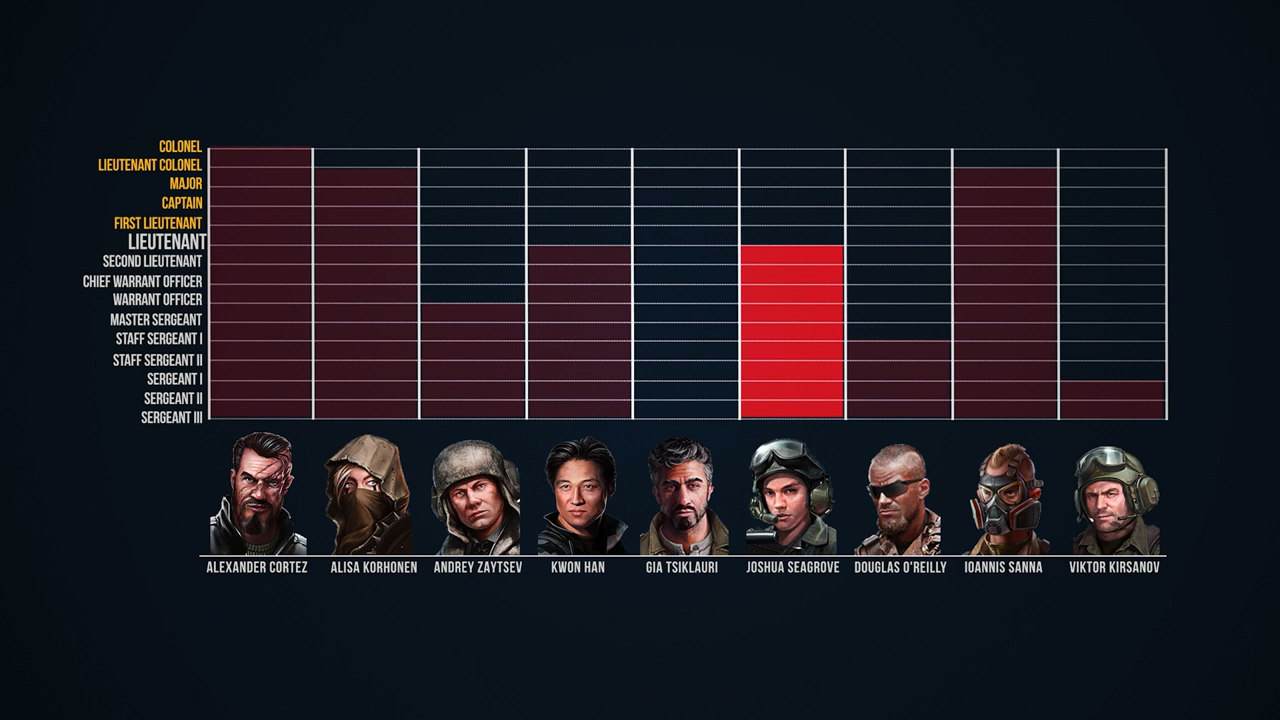 COLONEL
LIEUTENANT COLONEL
MAJOR
CAPTAIN
FIRST LIEUTENANT
LIEUTENANT
SECOND LIEUTENANT
CHIEF WARRANT OFFICER
WARRANT OFFICER
MASTER SERGEANT
STAFF SERGEANT I
STAFF SERGEANT II
SERGEANT I
SERGEANT II
SERGEANT III
ALEXANDER CORTEZ
ALISA KORHONEN
ANDREY ZAYTSEV
KWON HAN
GIA TSIKLAURI
JOSHUA SEAGROVE
DOUGLAS O'REILLY
IOANNIS SANNA
VIKTOR KIRSANOV